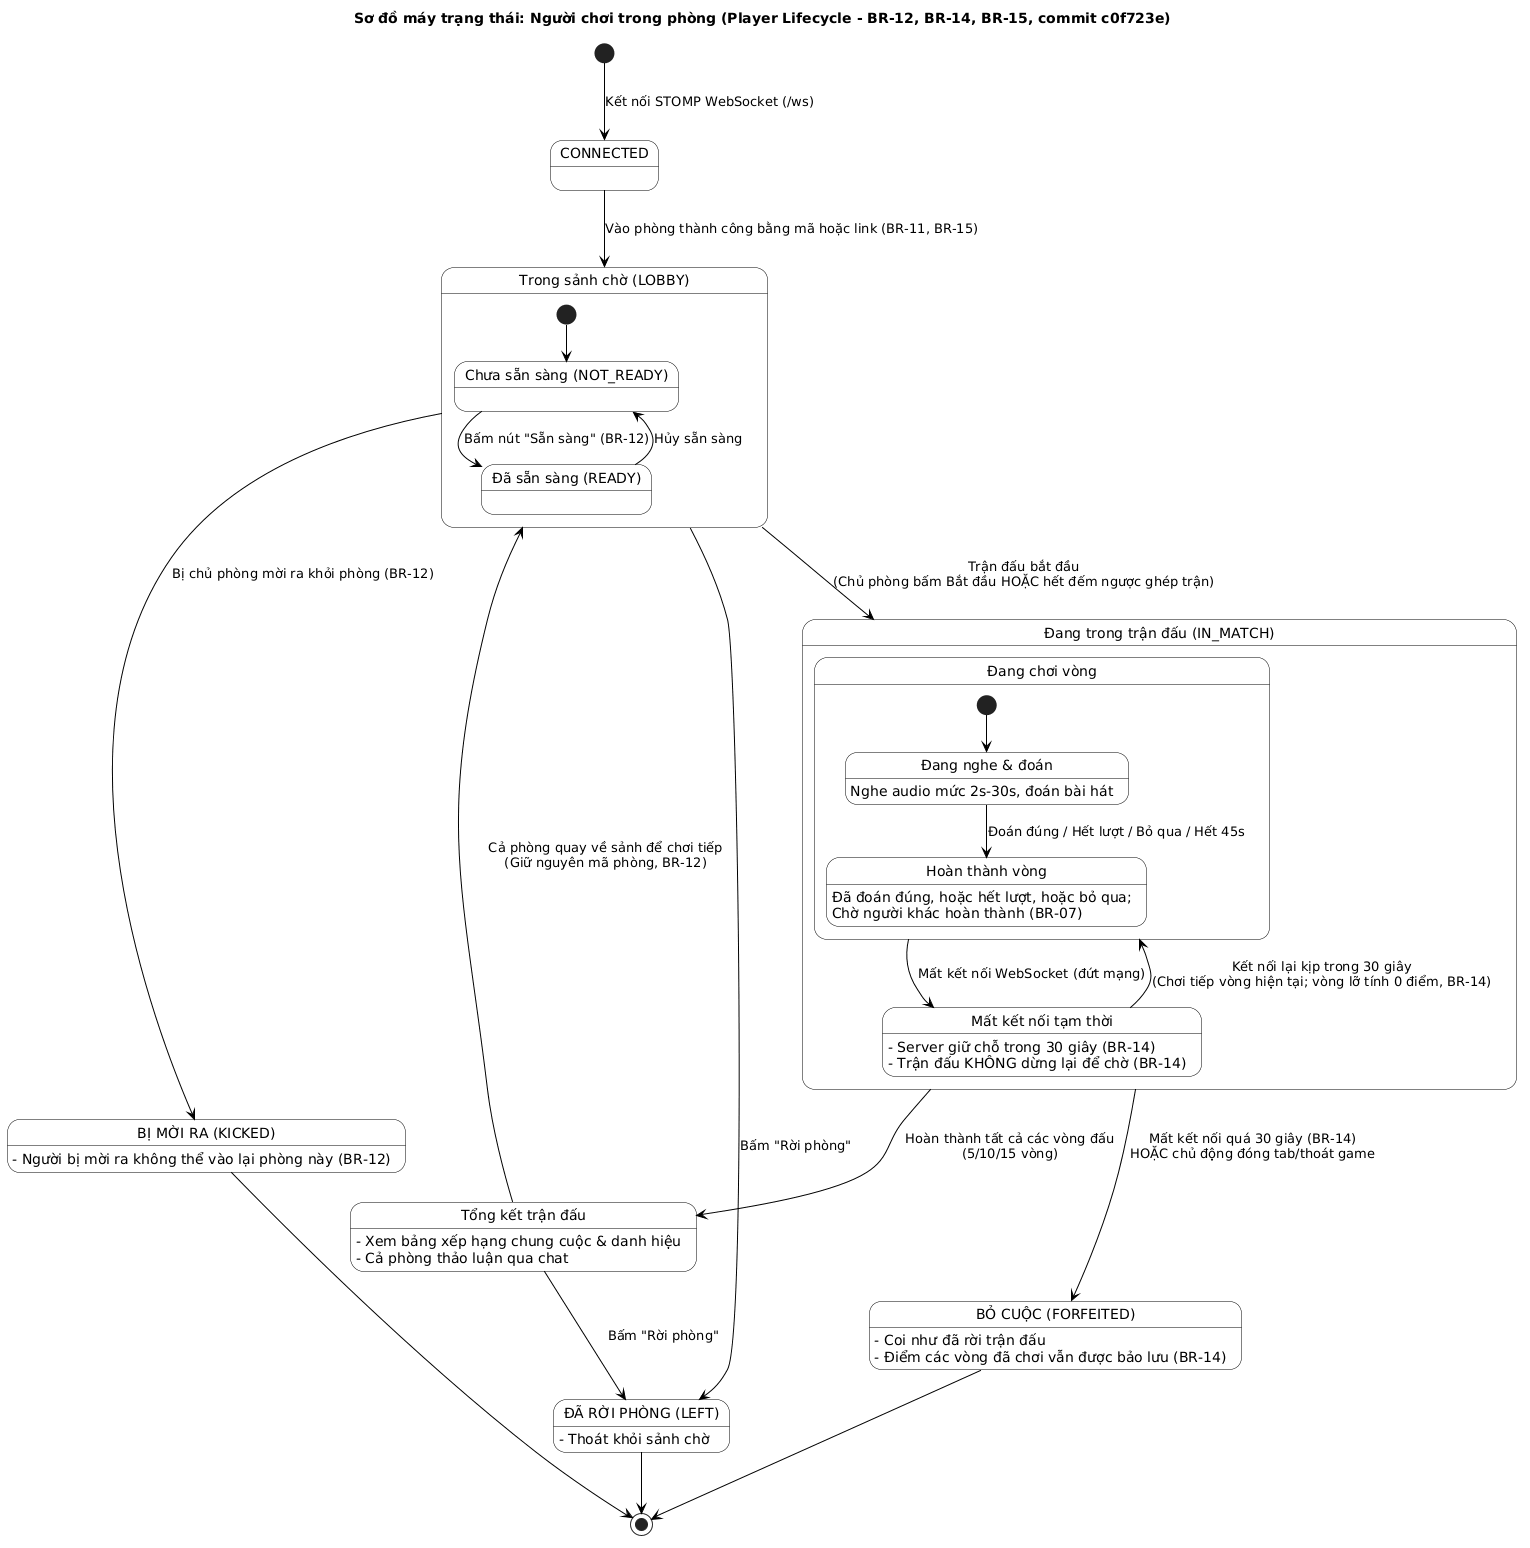 Sơ đồ máy trạng thái: Người chơi trong phòng (Player Lifecycle - BR-12, BR-14, BR-15, commit c0f723e)
Kết nối STOMP WebSocket (/ws)
CONNECTED
Vào phòng thành công bằng mã hoặc link (BR-11, BR-15)
Trong sảnh chờ (LOBBY)
Chưa sẵn sàng (NOT_READY)
Bấm nút "Sẵn sàng" (BR-12)
Hủy sẵn sàng
Đã sẵn sàng (READY)
Bị chủ phòng mời ra khỏi phòng (BR-12)
Trận đấu bắt đầu
(Chủ phòng bấm Bắt đầu HOẶC hết đếm ngược ghép trận)
Đang trong trận đấu (IN_MATCH)
Đang chơi vòng
Đang nghe & đoán
Nghe audio mức 2s-30s, đoán bài hát
Đoán đúng / Hết lượt / Bỏ qua / Hết 45s
Cả phòng quay về sảnh để chơi tiếp
(Giữ nguyên mã phòng, BR-12)
Hoàn thành vòng
Đã đoán đúng, hoặc hết lượt, hoặc bỏ qua;
Chờ người khác hoàn thành (BR-07)
Mất kết nối WebSocket (đứt mạng)
Kết nối lại kịp trong 30 giây
(Chơi tiếp vòng hiện tại; vòng lỡ tính 0 điểm, BR-14)
Mất kết nối tạm thời
- Server giữ chỗ trong 30 giây (BR-14)
- Trận đấu KHÔNG dừng lại để chờ (BR-14)
BỊ MỜI RA (KICKED)
- Người bị mời ra không thể vào lại phòng này (BR-12)
Bấm "Rời phòng"
Hoàn thành tất cả các vòng đấu
(5/10/15 vòng)
Mất kết nối quá 30 giây (BR-14)
HOẶC chủ động đóng tab/thoát game
Tổng kết trận đấu
- Xem bảng xếp hạng chung cuộc & danh hiệu
- Cả phòng thảo luận qua chat
Bấm "Rời phòng"
BỎ CUỘC (FORFEITED)
- Coi như đã rời trận đấu
- Điểm các vòng đã chơi vẫn được bảo lưu (BR-14)
ĐÃ RỜI PHÒNG (LEFT)
- Thoát khỏi sảnh chờ